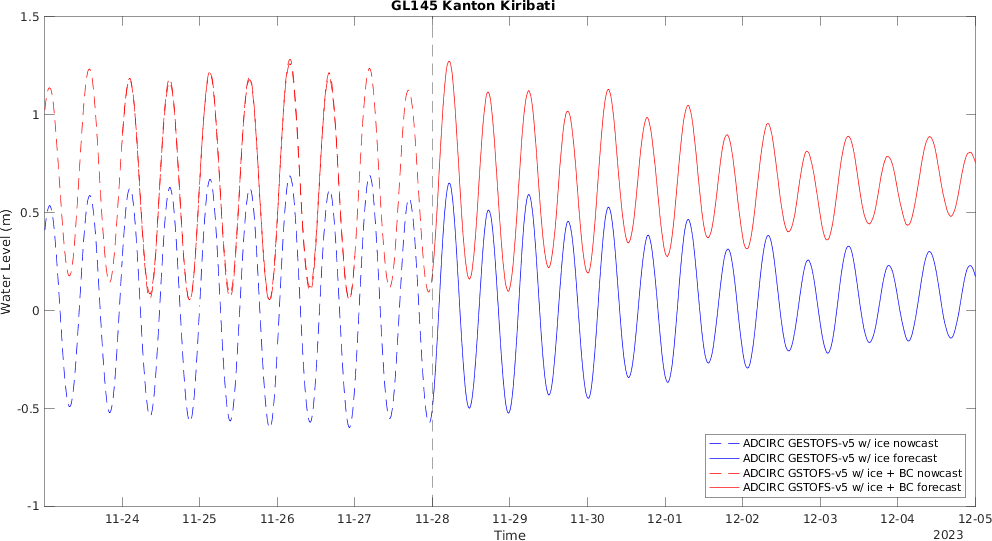 GL145 Kanton Kiribati
1.5
1
0.5
0
-0.5
-1
Water Level (m)
ADCIRC GESTOFS-v5 w/ ice nowcast
ADCIRC GESTOFS-v5 w/ ice forecast
ADCIRC GSTOFS-v5 w/ ice + BC nowcast
ADCIRC GSTOFS-v5 w/ ice + BC forecast
11-24 11-25 11-26 11-27 11-28 11-29 11-30 12-01 12-02 12-03 12-04 12-05
Time
2023